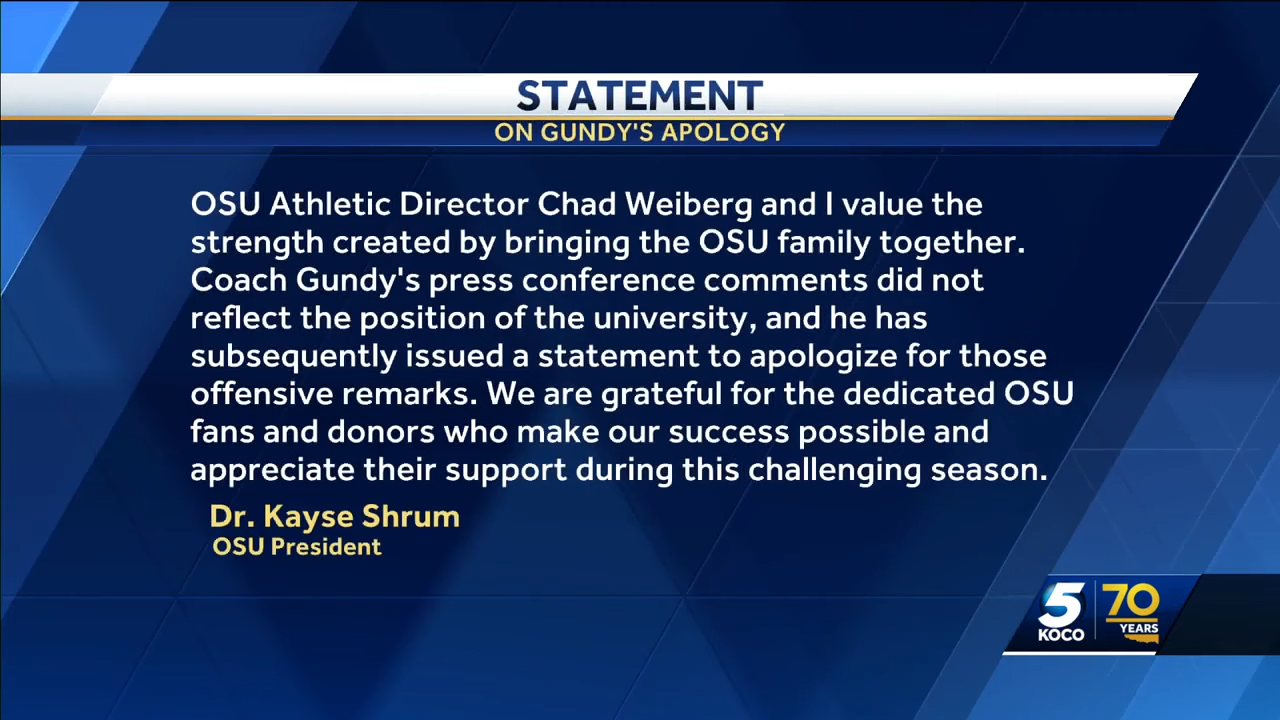 STATEMENT
ON GUNDY'S APOLOGY
OSU Athletic Director Chad Weiberg and I value the
strength created by bringing the OSU family together.
Coach Gundy's press conference comments did not
reflect the position of the university, and he has
subsequently issued a statement to apologize for those
offensive remarks. We are grateful for the dedicated OSU
fans and donors who make our success possible and
appreciate their support during this challenging season.
Dr. Kayse Shrum
OSU President
5 70
KOCO YEARS